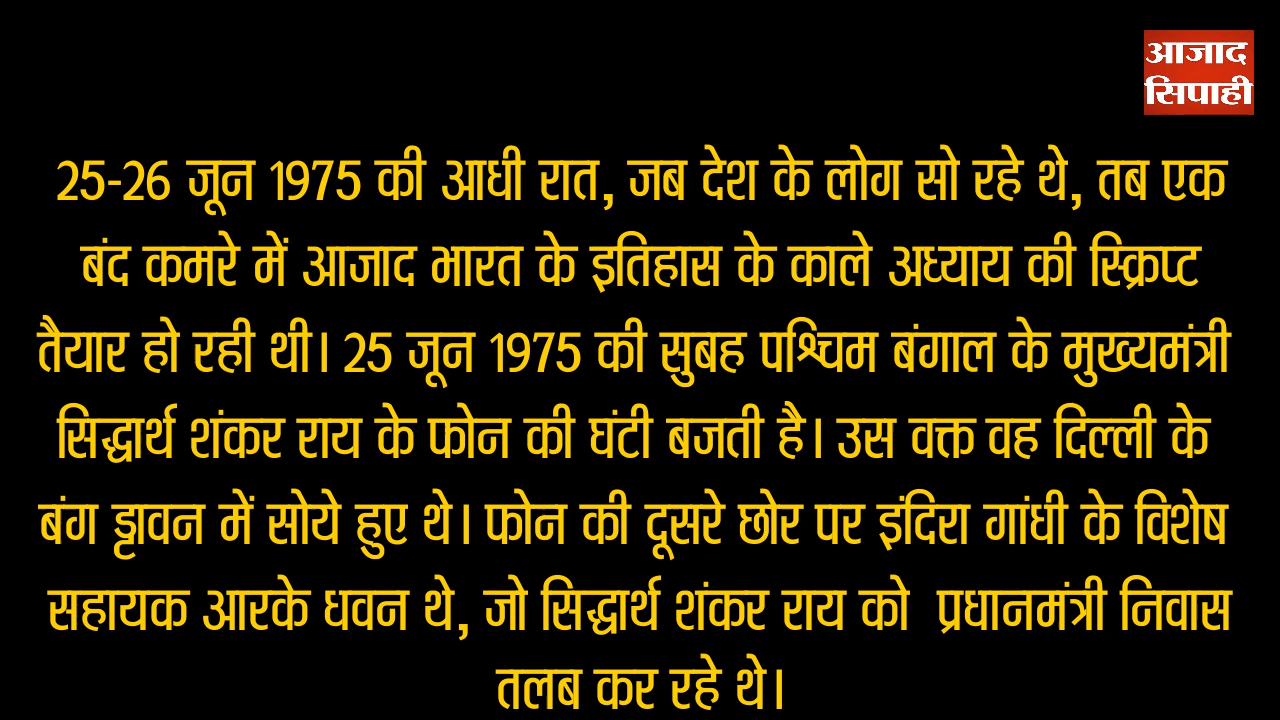 आजाद
सिपाही
25-26 जून 1975 की आधी रात, जब देश के लोग सो रहे थे, तब एक
बंद कमरे में आजाद भारत के इतिहास के काले अध्याय की स्क्रिप्ट
तैयार हो रही थी। 25 जून 1975 की सुबह पश्चिम बंगाल के मुख्यमंत्री
सिद्धार्थ शंकर राय के फोन की घंटी बजती है। उस वक्त वह दिल्ली के
बंग ड्डावन में सोये हुए थे। फोन की दूसरे छोर पर इंदिरा गांधी के विशेष
सहायक आरके धवन थे, जो सिद्धार्थ शंकर राय को प्रधानमंत्री निवास
तलब कर रहे थे।